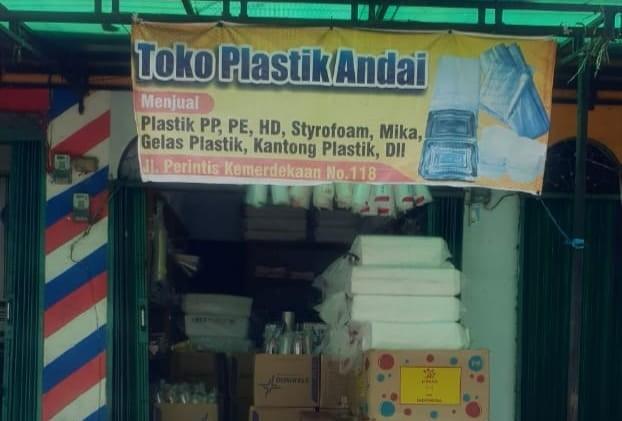 Toko Plastik Andai
Menjual
Plastik PP, PE, HD, Styrofoam, Mika,
Gelas Plastik, Kantong Plastik, Dll
Jl. Perintis Kemerdekaan No.118